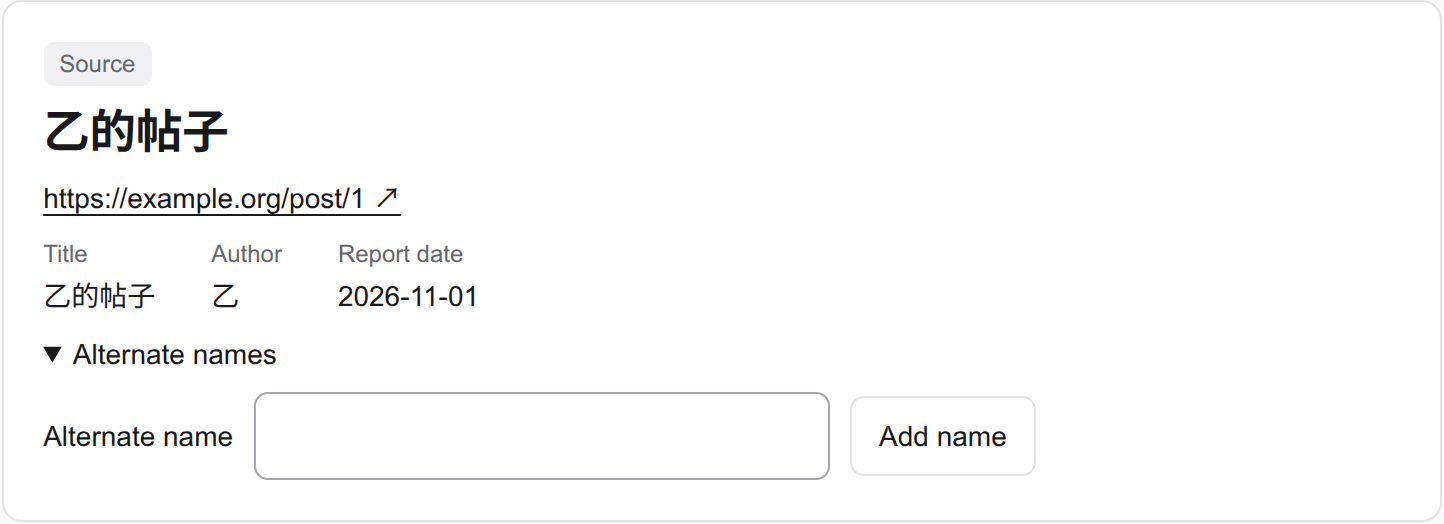 Source
乙的帖子
https://example.org/post/1 ↗
Title Author Report date
乙的帖子 乙 2026-11-01
▼ Alternate names
Alternate name Add name